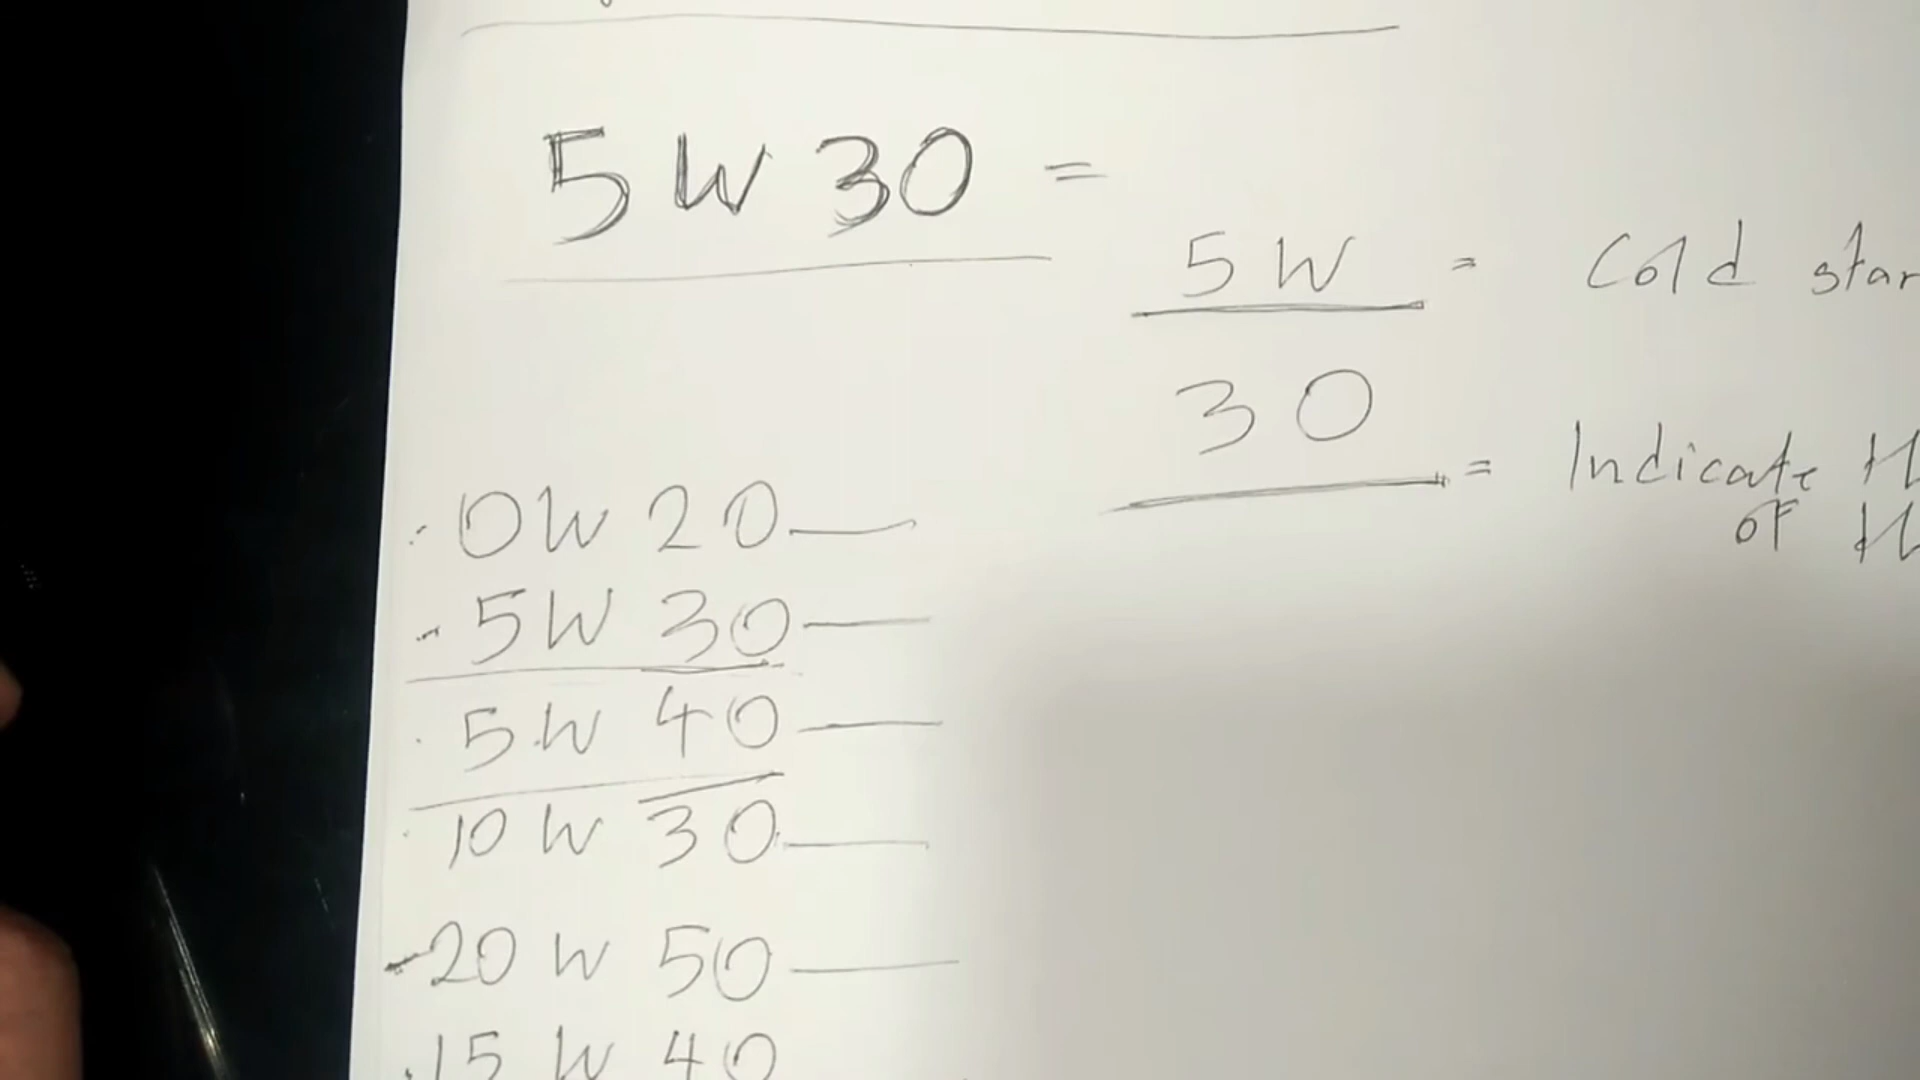 5W30 =
5W = Cold star
30
= Indicate
of
0W20
5W30
5W40
10W30
20W50
15W40